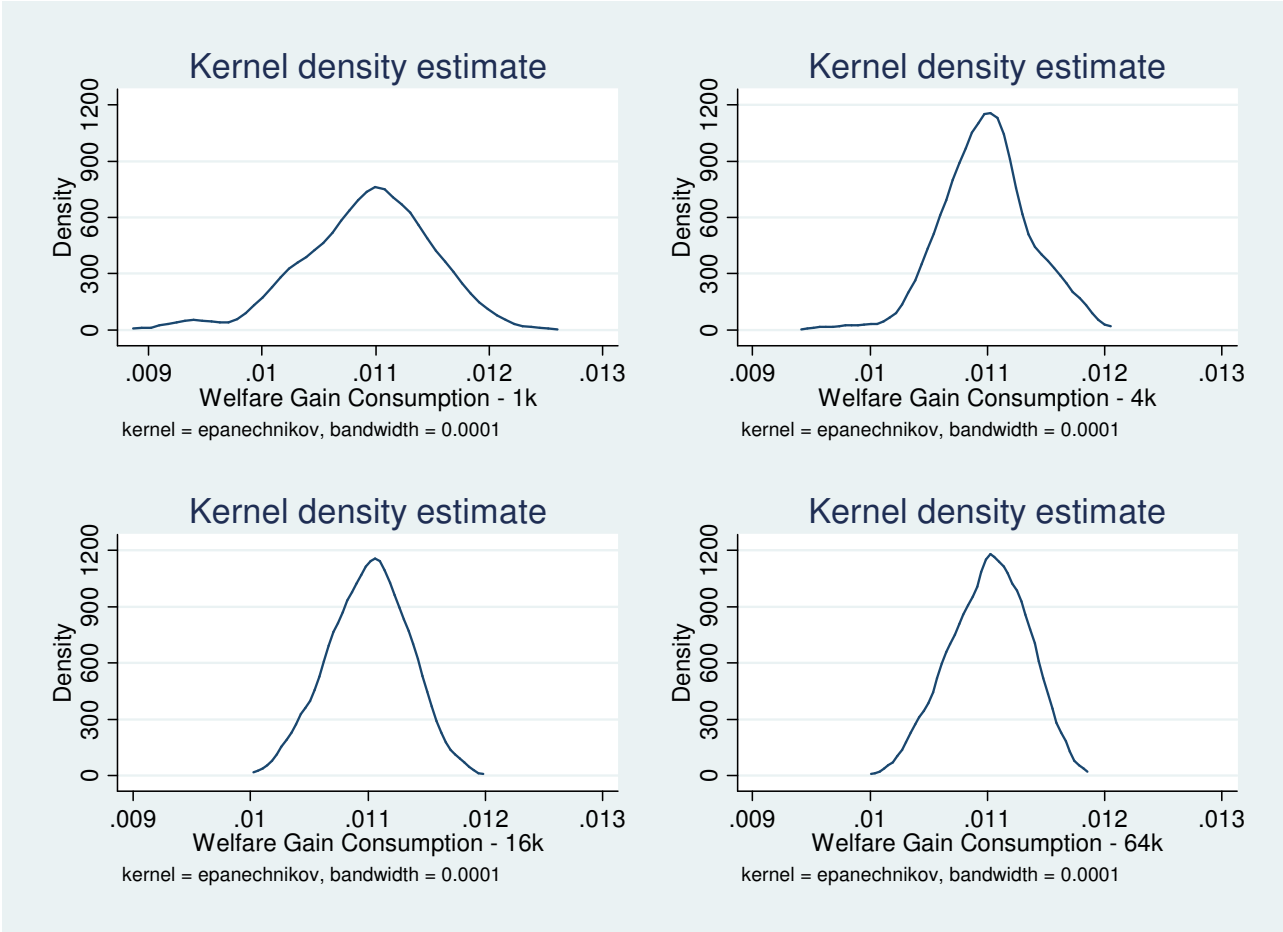 Kernel density estimate
Density
1200
900
600
300
0
.009 .01 .011 .012 .013
Welfare Gain Consumption - 1k
kernel = epanechnikov, bandwidth = 0.0001
Kernel density estimate
Density
1200
900
600
300
0
.009 .01 .011 .012 .013
Welfare Gain Consumption - 4k
kernel = epanechnikov, bandwidth = 0.0001
Kernel density estimate
Density
1200
900
600
300
0
.009 .01 .011 .012 .013
Welfare Gain Consumption - 16k
kernel = epanechnikov, bandwidth = 0.0001
Kernel density estimate
Density
1200
900
600
300
0
.009 .01 .011 .012 .013
Welfare Gain Consumption - 64k
kernel = epanechnikov, bandwidth = 0.0001